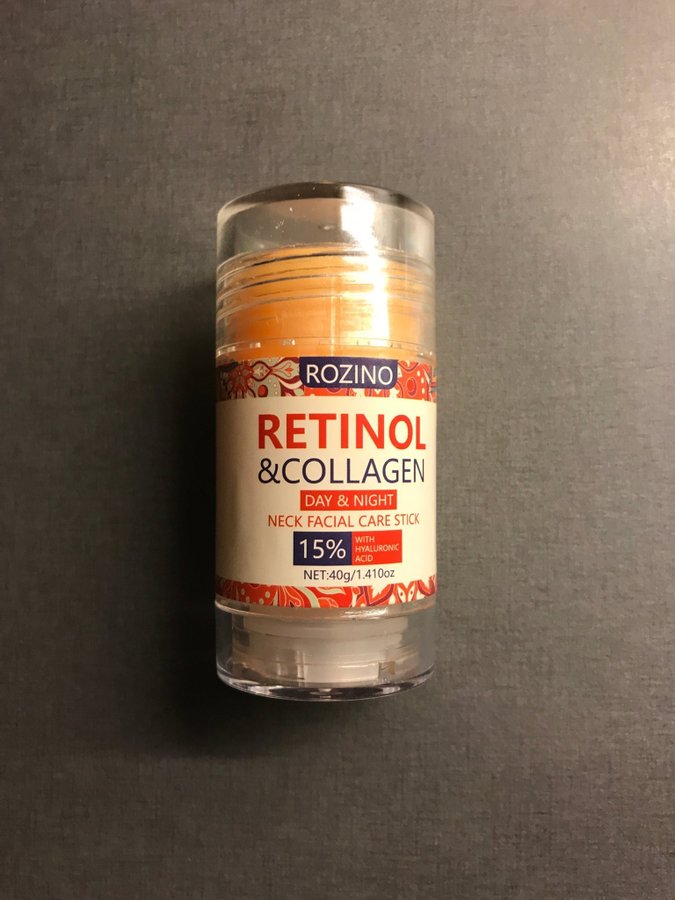 ROZINO
RETINOL
&COLLAGEN
DAY & NIGHT
NECK FACIAL CARE STICK
15% WITH
HYALURONIC
ACID
NET:40g/1.410oz